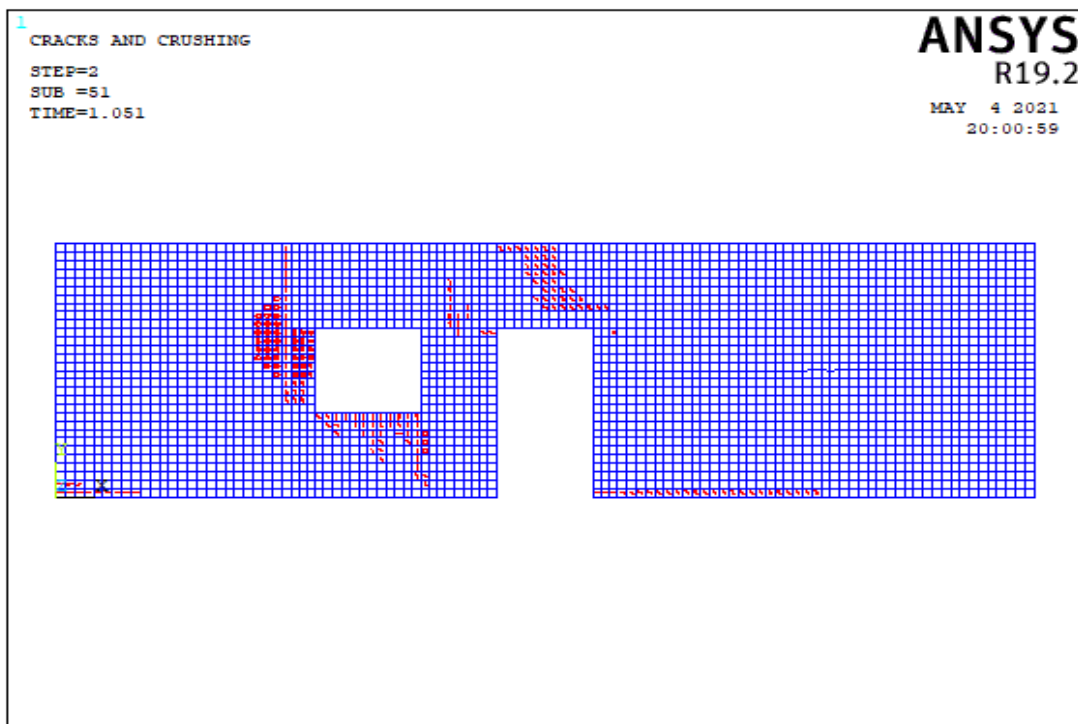 1
CRACKS AND CRUSHING
STEP=2
SUB =51
TIME=1.051
ANSYS
R19.2
MAY  4 2021
20:00:59
Y
X